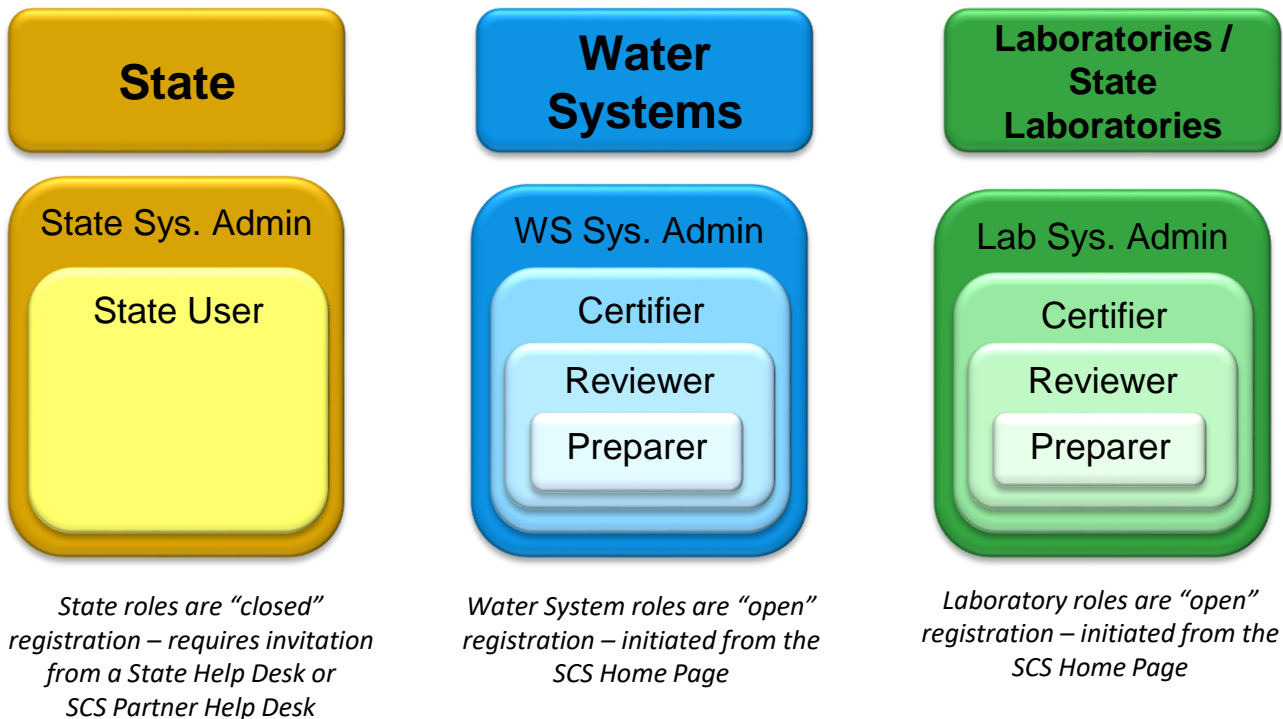 State
State Sys. Admin
State User
State roles are “closed”
registration – requires invitation
from a State Help Desk or
SCS Partner Help Desk
Water
Systems
WS Sys. Admin
Certifier
Reviewer
Preparer
Water System roles are “open”
registration – initiated from the
SCS Home Page
Laboratories /
State
Laboratories
Lab Sys. Admin
Certifier
Reviewer
Preparer
Laboratory roles are “open”
registration – initiated from the
SCS Home Page